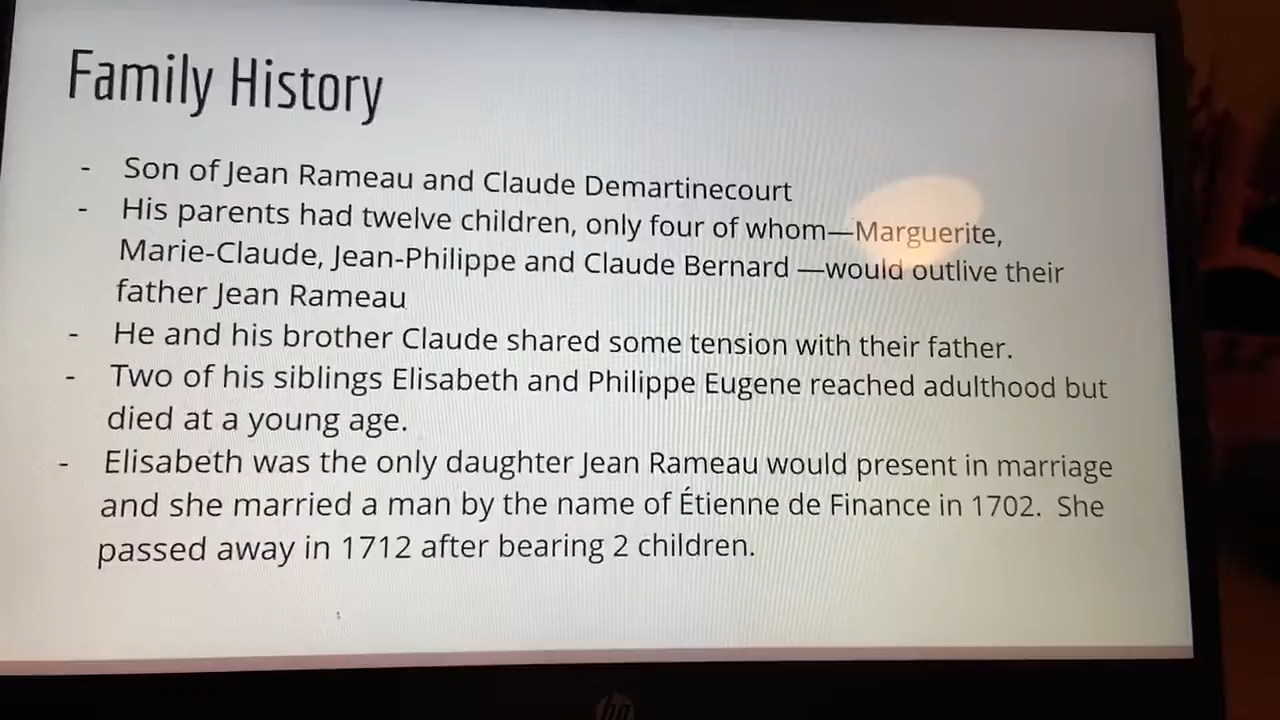 Family History
- Son of Jean Rameau and Claude Demartinecourt
- His parents had twelve children, only four of whom—Marguerite,
Marie-Claude, Jean-Philippe and Claude Bernard —would outlive their
father Jean Rameau
- He and his brother Claude shared some tension with their father.
- Two of his siblings Elisabeth and Philippe Eugene reached adulthood but
died at a young age.
- Elisabeth was the only daughter Jean Rameau would present in marriage
and she married a man by the name of Étienne de Finance in 1702. She
passed away in 1712 after bearing 2 children.
hp